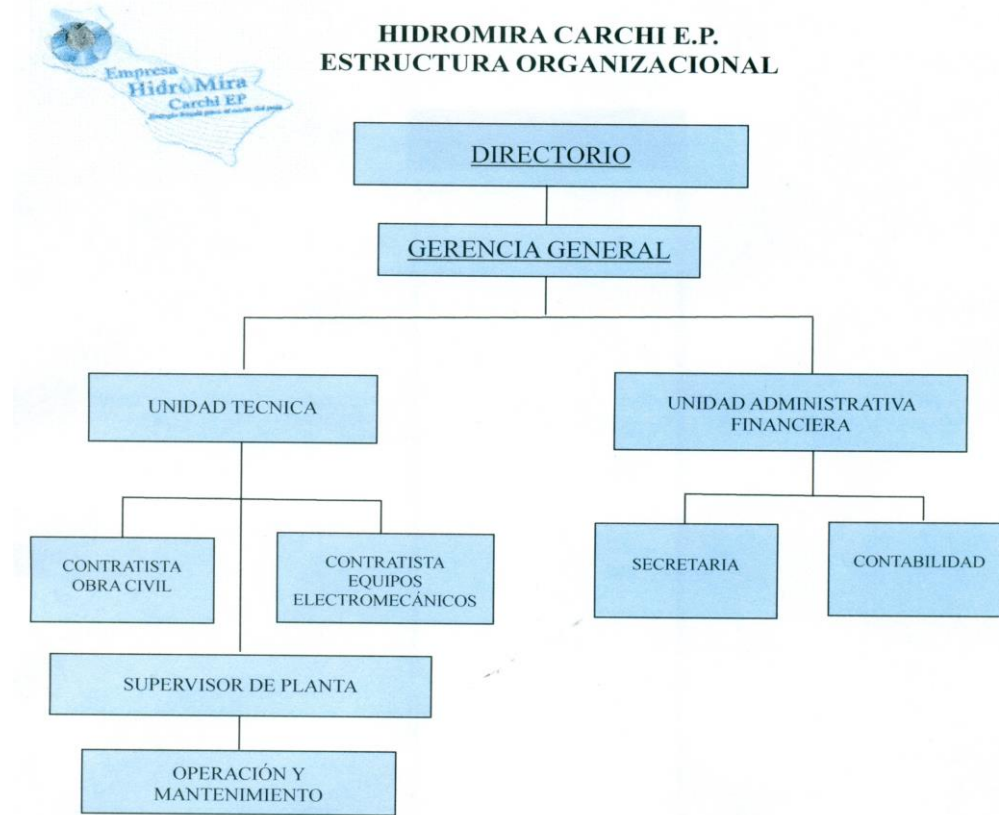 HIDROMIRA CARCHI E.P.
ESTRUCTURA ORGANIZACIONAL
Empresa
HidrôMira
Carchi EP
DIRECTORIO
GERENCIA GENERAL
UNIDAD TECNICA
UNIDAD ADMINISTRATIVA
FINANCIERA
CONTRATISTA
OBRA CIVIL
CONTRATISTA
EQUIPOS
ELECTROMECÁNICOS
SECRETARIA
CONTABILIDAD
SUPERVISOR DE PLANTA
OPERACIÓN Y
MANTENIMIENTO